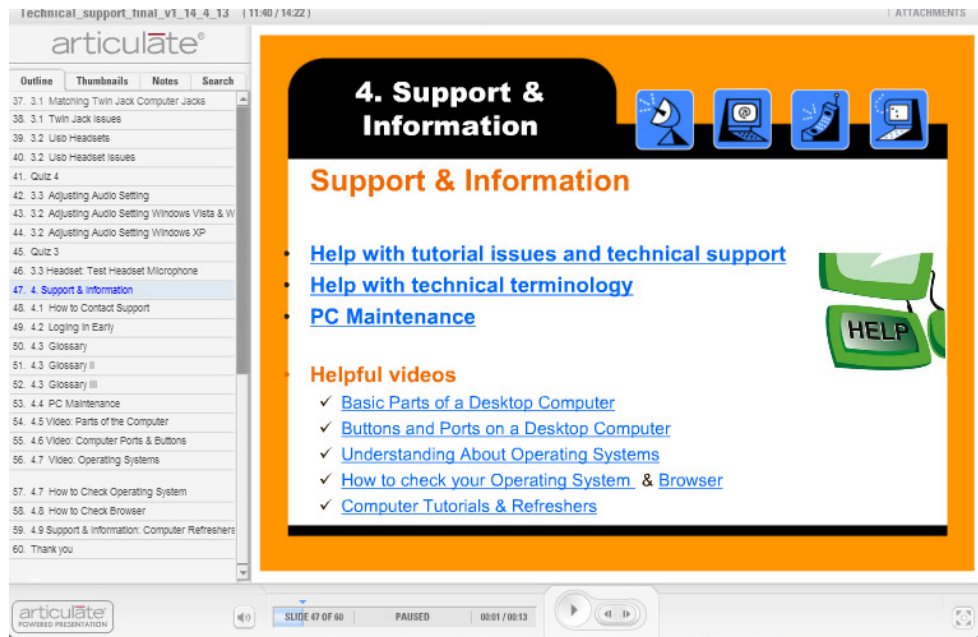 Technical_support_final_v1_14_4_13 ( 11:40 / 14:22 )
ATTACHMENTS
articulāte®
Outline Thumbnails Notes Search
37. 3.1 Matching Twin Jack Computer Jacks
38. 3.1 Twin Jack Issues
39. 3.2 Usb Headsets
40. 3.2 Usb Headset Issues
41. Quiz 4
42. 3.3 Adjusting Audio Setting
43. 3.2 Adjusting Audio Setting Windows Vista & W
44. 3.2 Adjusting Audio Setting Windows XP
45. Quiz 3
46. 3.3 Headset: Test Headset Microphone
47. 4. Support & Information
48. 4.1 How to Contact Support
49. 4.2 Loging In Early
50. 4.3 Glossary
51. 4.3 Glossary II
52. 4.3 Glossary III
53. 4.4 PC Maintenance
54. 4.5 Video: Parts of the Computer
55. 4.6 Video: Computer Ports & Buttons
56. 4.7 Video: Operating Systems
57. 4.7 How to Check Operating System
58. 4.8 How to Check Browser
59. 4.9 Support & Information: Computer Refreshers
60. Thank you
4. Support &
Information
@
Support & Information
• Help with tutorial issues and technical support
• Help with technical terminology
• PC Maintenance
HELP
• Helpful videos
✓ Basic Parts of a Desktop Computer
✓ Buttons and Ports on a Desktop Computer
✓ Understanding About Operating Systems
✓ How to check your Operating System & Browser
✓ Computer Tutorials & Refreshers
articulāte®
POWERED PRESENTATION
SLIDE 47 OF 60 PAUSED 00:01 / 00:13